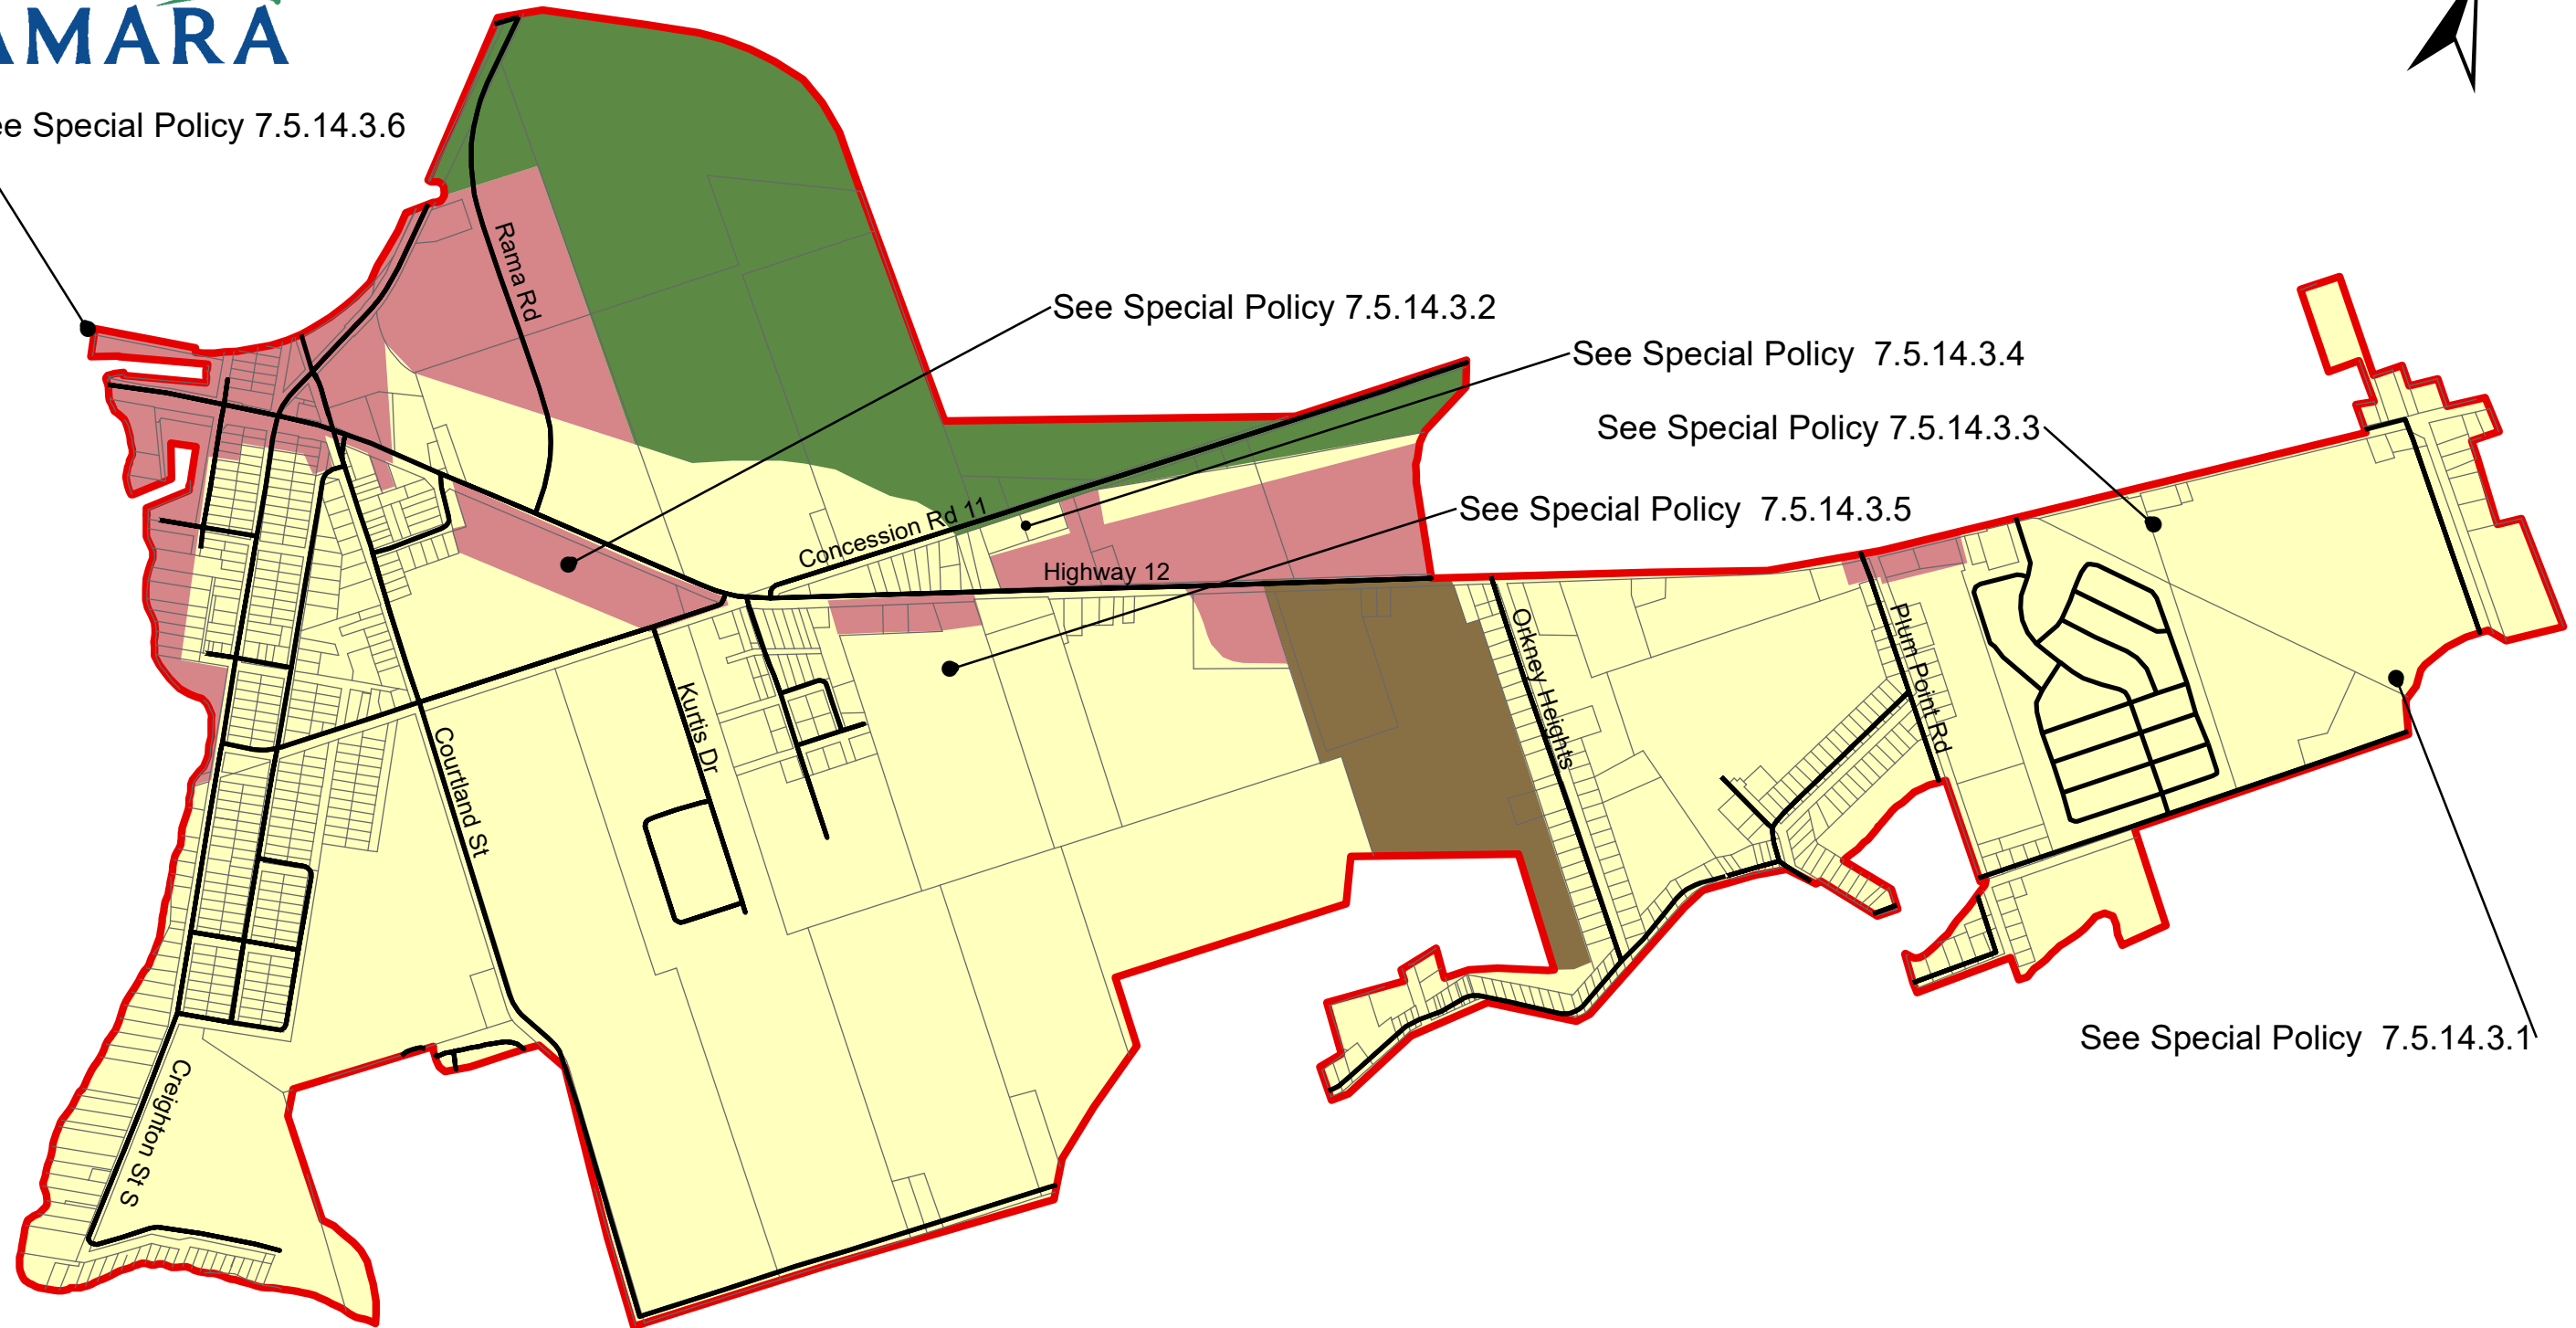 AMARA
ee Special Policy 7.5.14.3.6
Rama Rd
See Special Policy 7.5.14.3.2
See Special Policy 7.5.14.3.4
See Special Policy 7.5.14.3.3
See Special Policy 7.5.14.3.5
Concession Rd 11
Highway 12
Orkney Heights
Plum Point Rd
Kurtis Dr
Courtland St
See Special Policy 7.5.14.3.1
Creighton St S